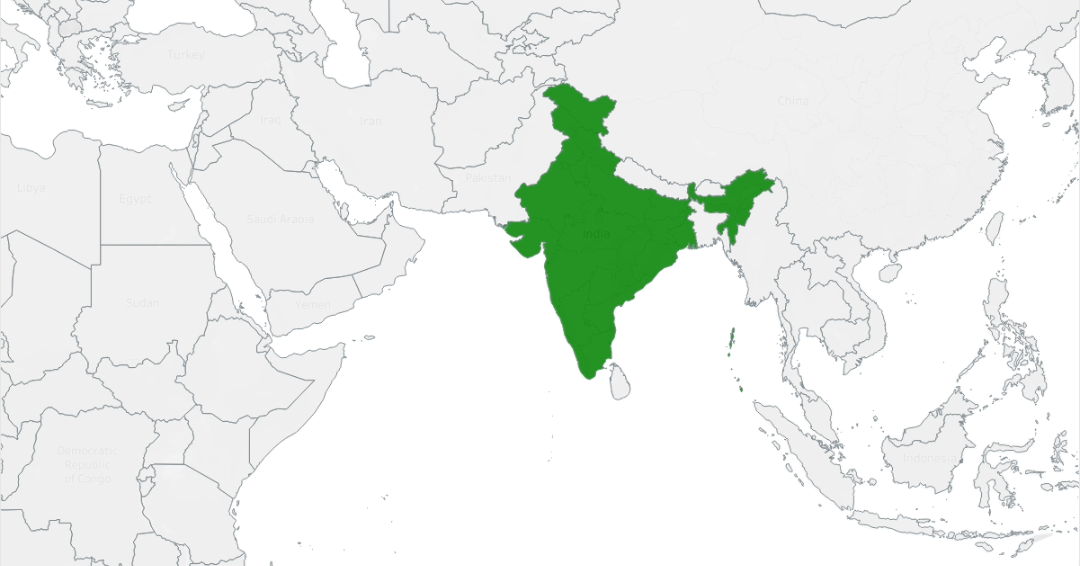 Turkey
China
Iraq
Iran
Pakistan
Libya
Egypt
Saudi Arabia
India
Sudan
Yemen
Democratic
Republic
of Congo
Indonesia